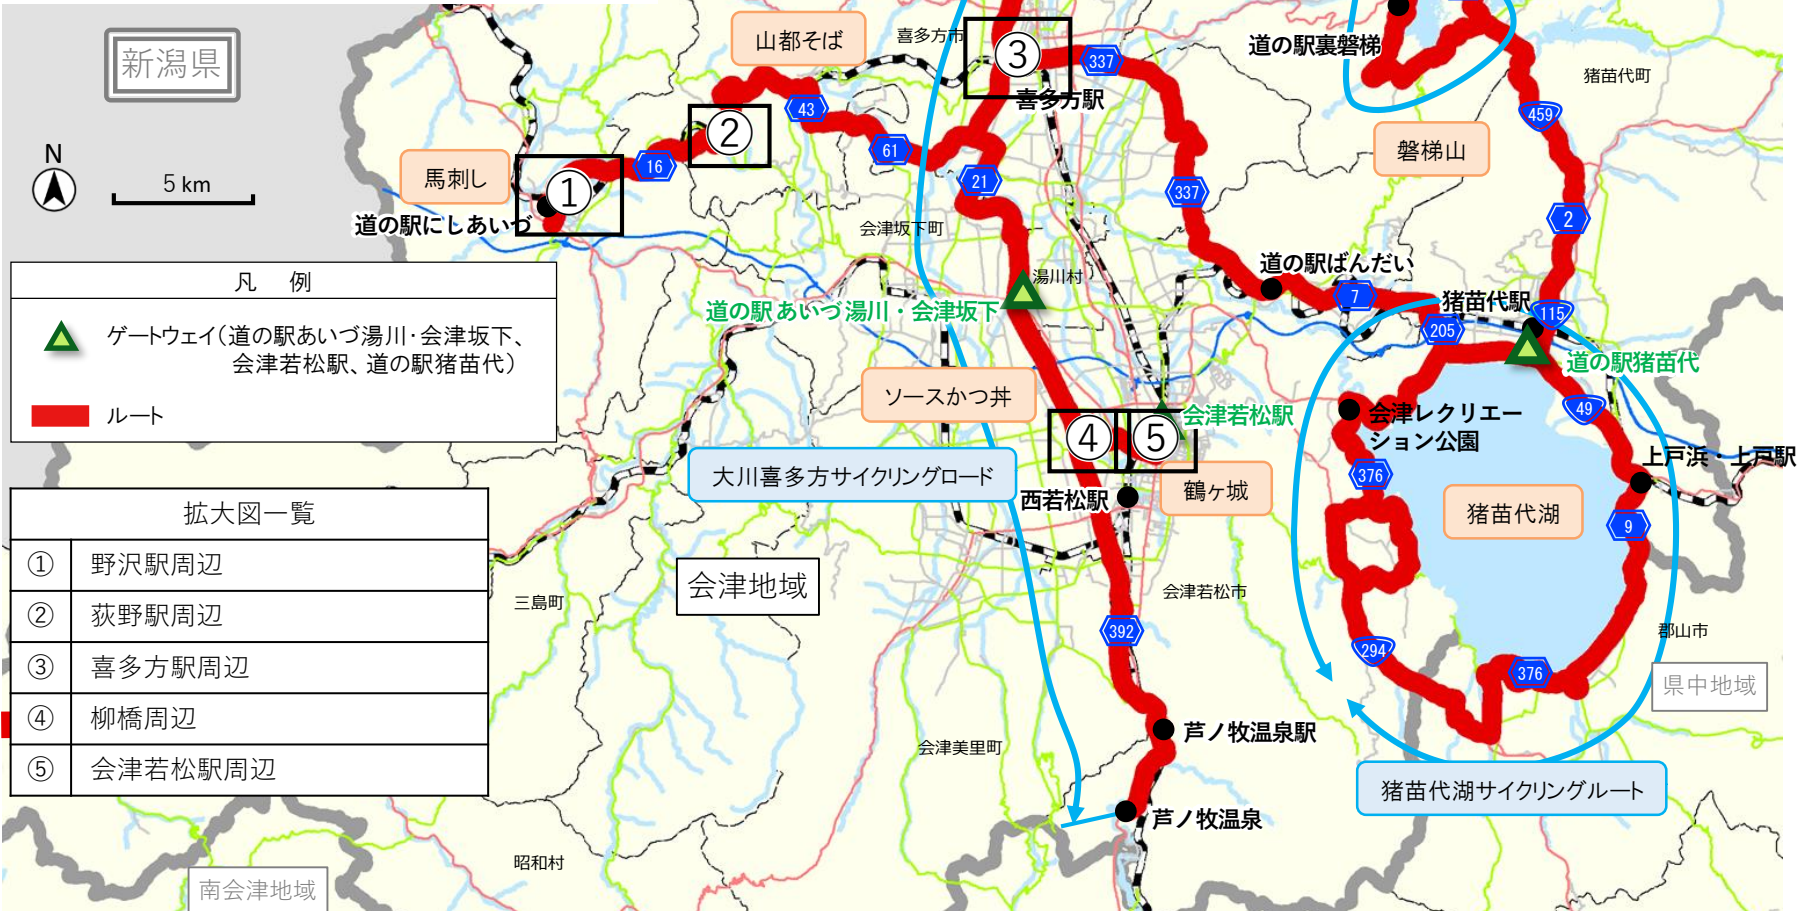 新潟県
N
5 km
山都そば
喜多方市
③
337
喜多方駅
道の駅裏磐梯
猪苗代町
459
磐梯山
43
②
61
16
馬刺し
①
道の駅にしあいづ
21
337
2
会津坂下町
湯川村
道の駅あいづ湯川・会津坂下
道の駅ばんだい
7
猪苗代駅
205
115
道の駅猪苗代
49
凡 例
ゲートウェイ(道の駅あいづ湯川・会津坂下、
会津若松駅、道の駅猪苗代)
ルート
ソースかつ丼
④
⑤
会津若松駅
会津レクリエー
ション公園
上戸浜・上戸駅
大川喜多方サイクリングロード
西若松駅
鶴ヶ城
376
猪苗代湖
9
拡大図一覧
① 野沢駅周辺
② 荻野駅周辺
③ 喜多方駅周辺
④ 柳橋周辺
⑤ 会津若松駅周辺
三島町
会津地域
会津若松市
392
294
376
郡山市
県中地域
会津美里町
芦ノ牧温泉駅
猪苗代湖サイクリングルート
芦ノ牧温泉
昭和村
南会津地域